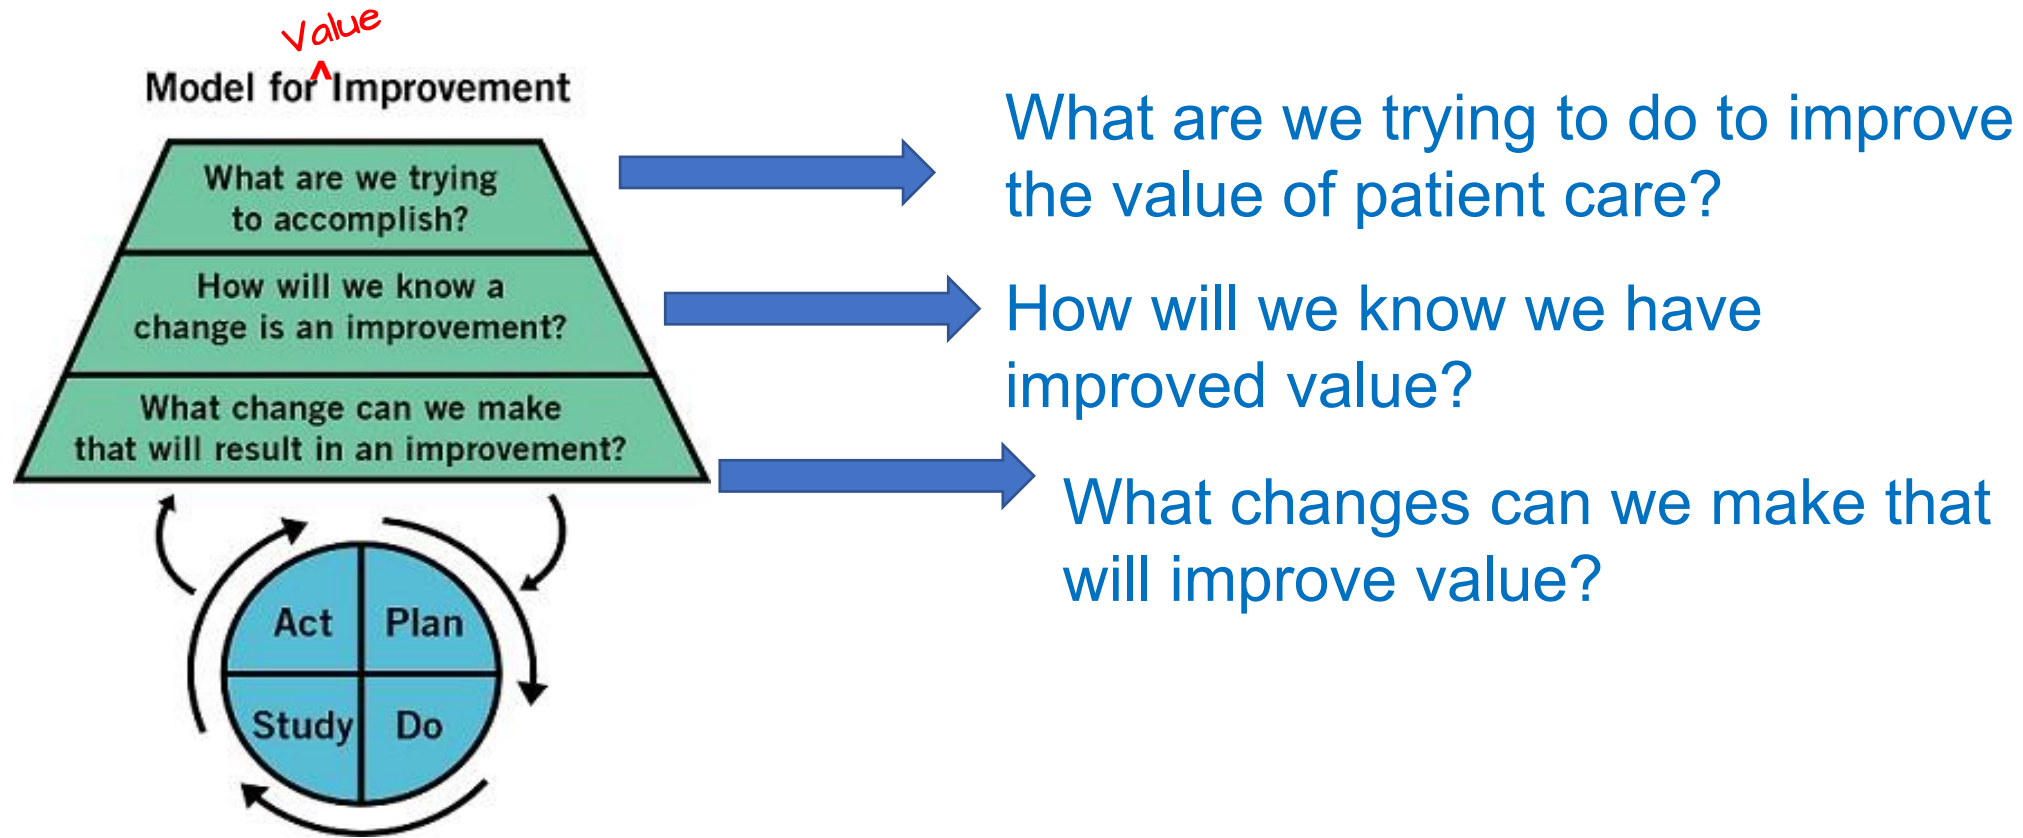 Value
^
Model for Improvement
What are we trying
to accomplish?
How will we know a
change is an improvement?
What change can we make
that will result in an improvement?
Act
Plan
Study
Do
What are we trying to do to improve
the value of patient care?
How will we know we have
improved value?
What changes can we make that
will improve value?